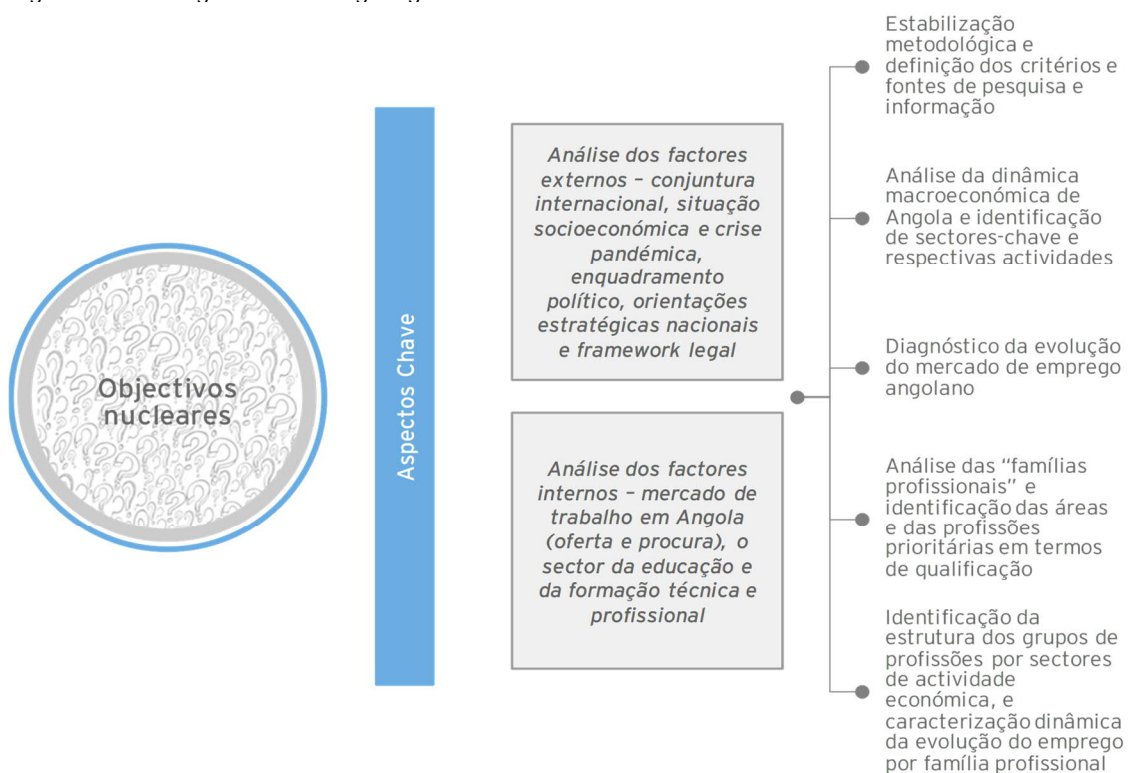 Objectivos
nucleares
Aspectos Chave
Análise dos factores
externos – conjuntura
internacional, situação
socioeconómica e crise
pandémica,
enquadramento
político, orientações
estratégicas nacionais
e framework legal
Análise dos factores
internos – mercado de
trabalho em Angola
(oferta e procura), o
sector da educação e
da formação técnica e
profissional
Estabilização
metodológica e
definição dos critérios e
fontes de pesquisa e
informação
Análise da dinâmica
macroeconómica de
Angola e identificação
de sectores-chave e
respectivas actividades
Diagnóstico da evolução
do mercado de emprego
angolano
Análise das “famílias
profissionais” e
identificação das áreas
e das profissões
prioritárias em termos
de qualificação
Identificação da
estrutura dos grupos de
profissões por sectores
de actividade
económica, e
caracterização dinâmica
da evolução do emprego
por família profissional